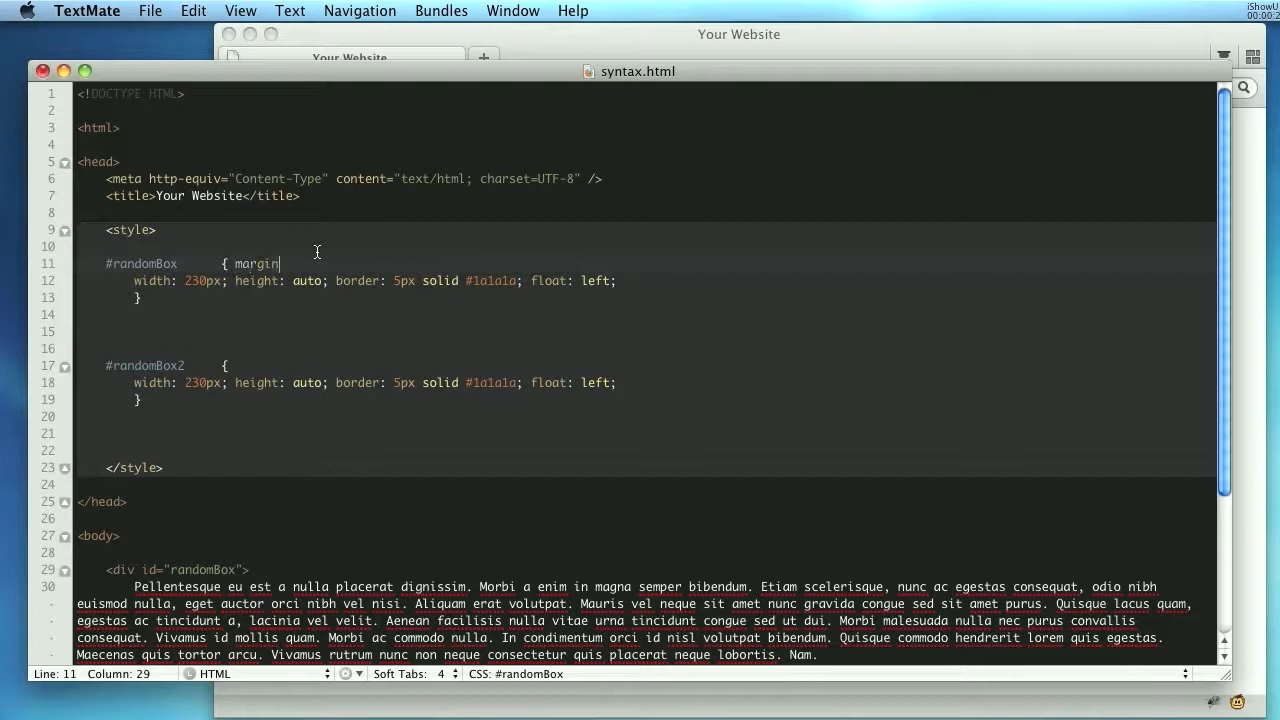 TextMate File Edit View Text Navigation Bundles Window Help
iShowU
Your Website
Your Website
syntax.html
1 <!DOCTYPE HTML>
2
3 <html>
4
5 <head>
6 <meta http-equiv="Content-Type" content="text/html; charset=UTF-8" />
7 <title>Your Website</title>
8
9 <style>
10
11 #randomBox { margin
12 width: 230px; height: auto; border: 5px solid #1a1a1a; float: left;
13 }
14
15
16
17 #randomBox2 {
18 width: 230px; height: auto; border: 5px solid #1a1a1a; float: left;
19 }
20
21
22
23 </style>
24
25 </head>
26
27 <body>
28
29 <div id="randomBox">
30 Pellentesque eu est a nulla placerat dignissim. Morbi a enim in magna semper bibendum. Etiam scelerisque, nunc ac egestas consequat, odio nibh
euismod nulla, eget auctor orci nibh vel nisi. Aliquam erat volutpat. Mauris vel neque sit amet nunc gravida congue sed sit amet purus. Quisque lacus quam,
egestas ac tincidunt a, lacinia vel velit. Aenean facilisis nulla vitae urna tincidunt congue sed ut dui. Morbi malesuada nulla nec purus convallis
consequat. Vivamus id mollis quam. Morbi ac commodo nulla. In condimentum orci id nisl volutpat bibendum. Quisque commodo hendrerit lorem quis egestas.
Maecenas quis tortor arcu. Vivamus rutrum nunc non neque consectetur quis placerat neque lobortis. Nam.
Line: 11 Column: 29 L HTML Soft Tabs: 4 CSS: #randomBox